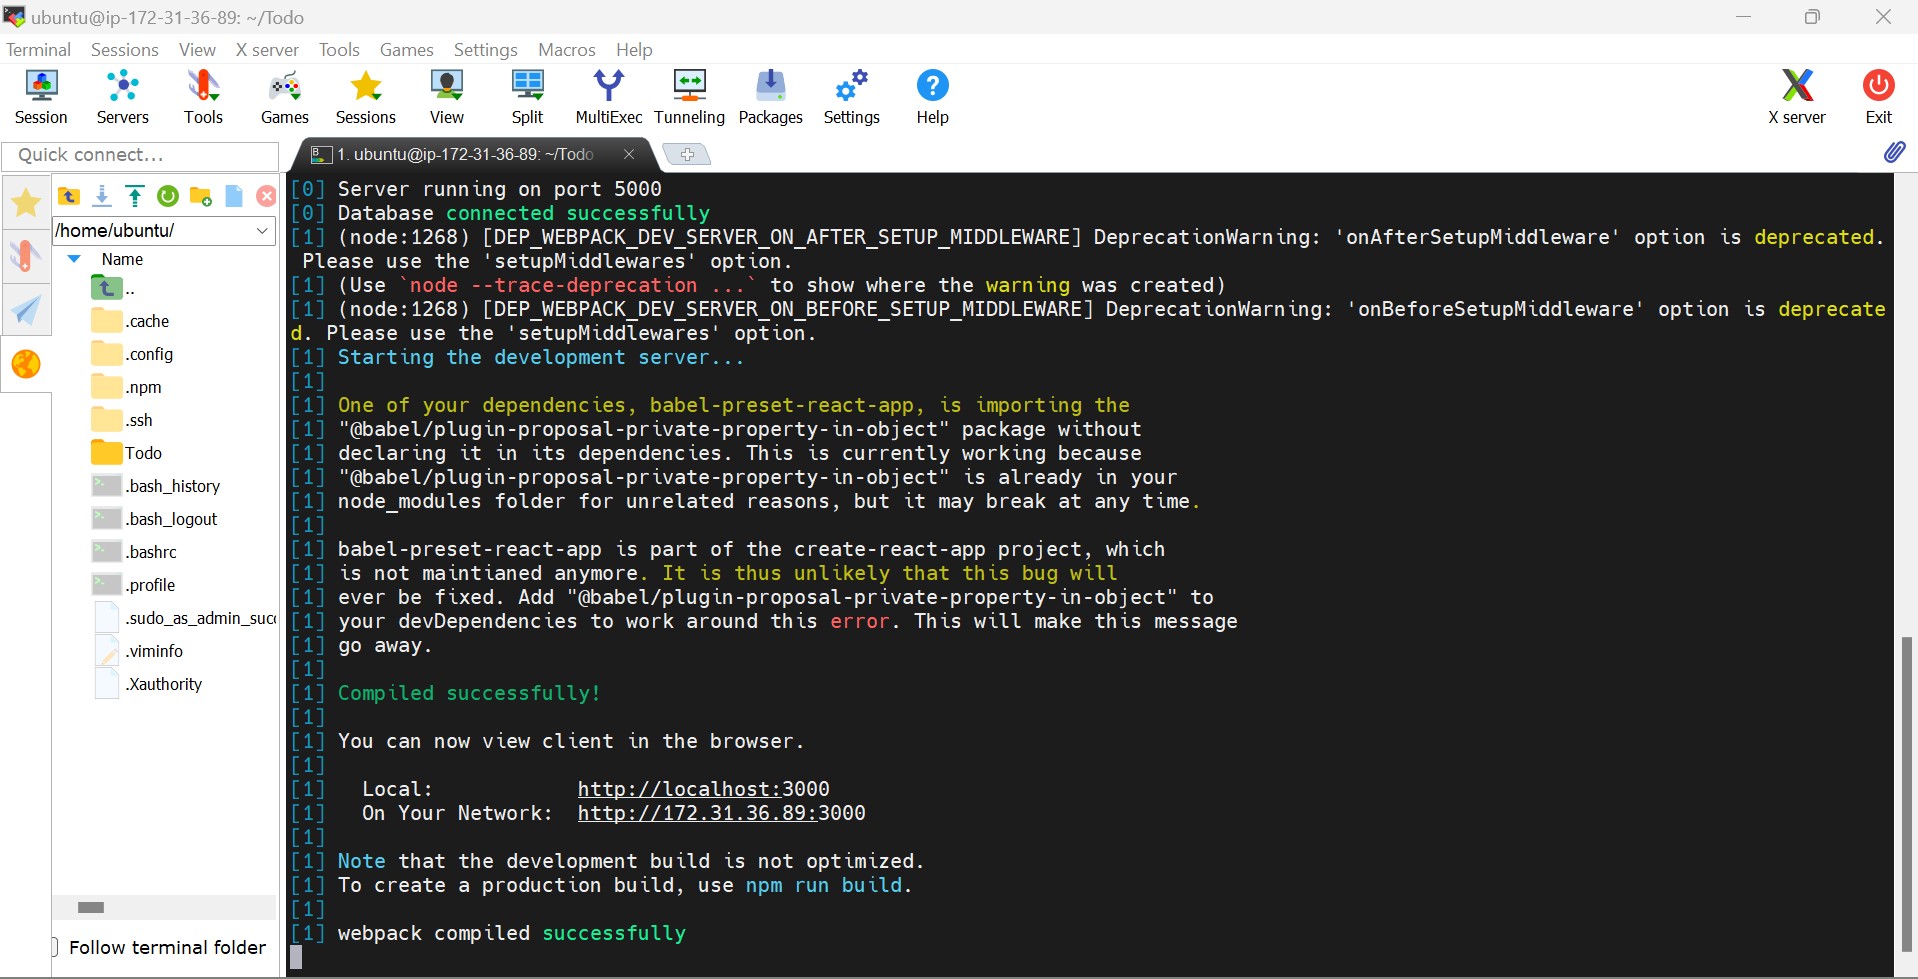 ubuntu@ip-172-31-36-89: ~/Todo
Terminal Sessions View X server Tools Games Settings Macros Help
Session Servers Tools Games Sessions View Split MultiExec Tunneling Packages Settings Help X server Exit
Quick connect...
1. ubuntu@ip-172-31-36-89: ~/Todo
/home/ubuntu/
Name
..
.cache
.config
.npm
.ssh
Todo
.bash_history
.bash_logout
.bashrc
.profile
.sudo_as_admin_succ
.viminfo
.Xauthority
Follow terminal folder
[0] Server running on port 5000
[0] Database connected successfully
[1] (node:1268) [DEP_WEBPACK_DEV_SERVER_ON_AFTER_SETUP_MIDDLEWARE] DeprecationWarning: 'onAfterSetupMiddleware' option is deprecated.
Please use the 'setupMiddlewares' option.
[1] (Use `node --trace-deprecation ...` to show where the warning was created)
[1] (node:1268) [DEP_WEBPACK_DEV_SERVER_ON_BEFORE_SETUP_MIDDLEWARE] DeprecationWarning: 'onBeforeSetupMiddleware' option is deprecate
d. Please use the 'setupMiddlewares' option.
[1] Starting the development server...
[1]
[1] One of your dependencies, babel-preset-react-app, is importing the
[1] "@babel/plugin-proposal-private-property-in-object" package without
[1] declaring it in its dependencies. This is currently working because
[1] "@babel/plugin-proposal-private-property-in-object" is already in your
[1] node_modules folder for unrelated reasons, but it may break at any time.
[1]
[1] babel-preset-react-app is part of the create-react-app project, which
[1] is not maintianed anymore. It is thus unlikely that this bug will
[1] ever be fixed. Add "@babel/plugin-proposal-private-property-in-object" to
[1] your devDependencies to work around this error. This will make this message
[1] go away.
[1]
[1] Compiled successfully!
[1]
[1] You can now view client in the browser.
[1]
[1] Local: http://localhost:3000
[1] On Your Network: http://172.31.36.89:3000
[1]
[1] Note that the development build is not optimized.
[1] To create a production build, use npm run build.
[1]
[1] webpack compiled successfully